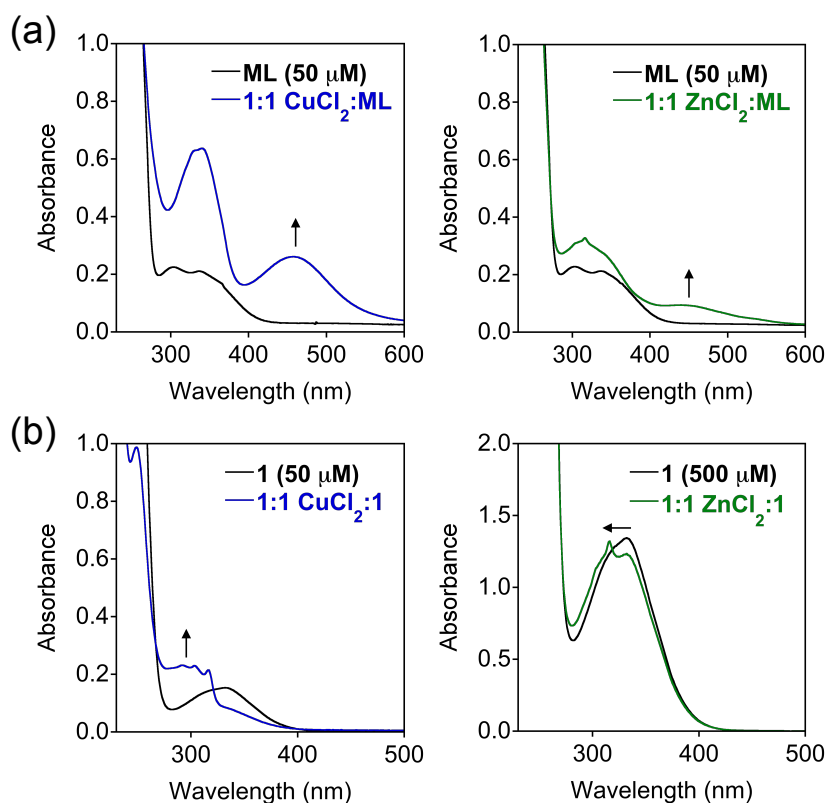 (a)
ML (50 μM)
1:1 CuCl2:ML
Absorbance
1.0
0.8
0.6
0.4
0.2
0.0
300 400 500 600
Wavelength (nm)
ML (50 μM)
1:1 ZnCl2:ML
Absorbance
1.0
0.8
0.6
0.4
0.2
0.0
300 400 500 600
Wavelength (nm)
(b)
1 (50 μM)
1:1 CuCl2:1
Absorbance
1.0
0.8
0.6
0.4
0.2
0.0
300 400 500
Wavelength (nm)
1 (500 μM)
1:1 ZnCl2:1
Absorbance
2.0
1.5
1.0
0.5
0.0
300 400 500
Wavelength (nm)